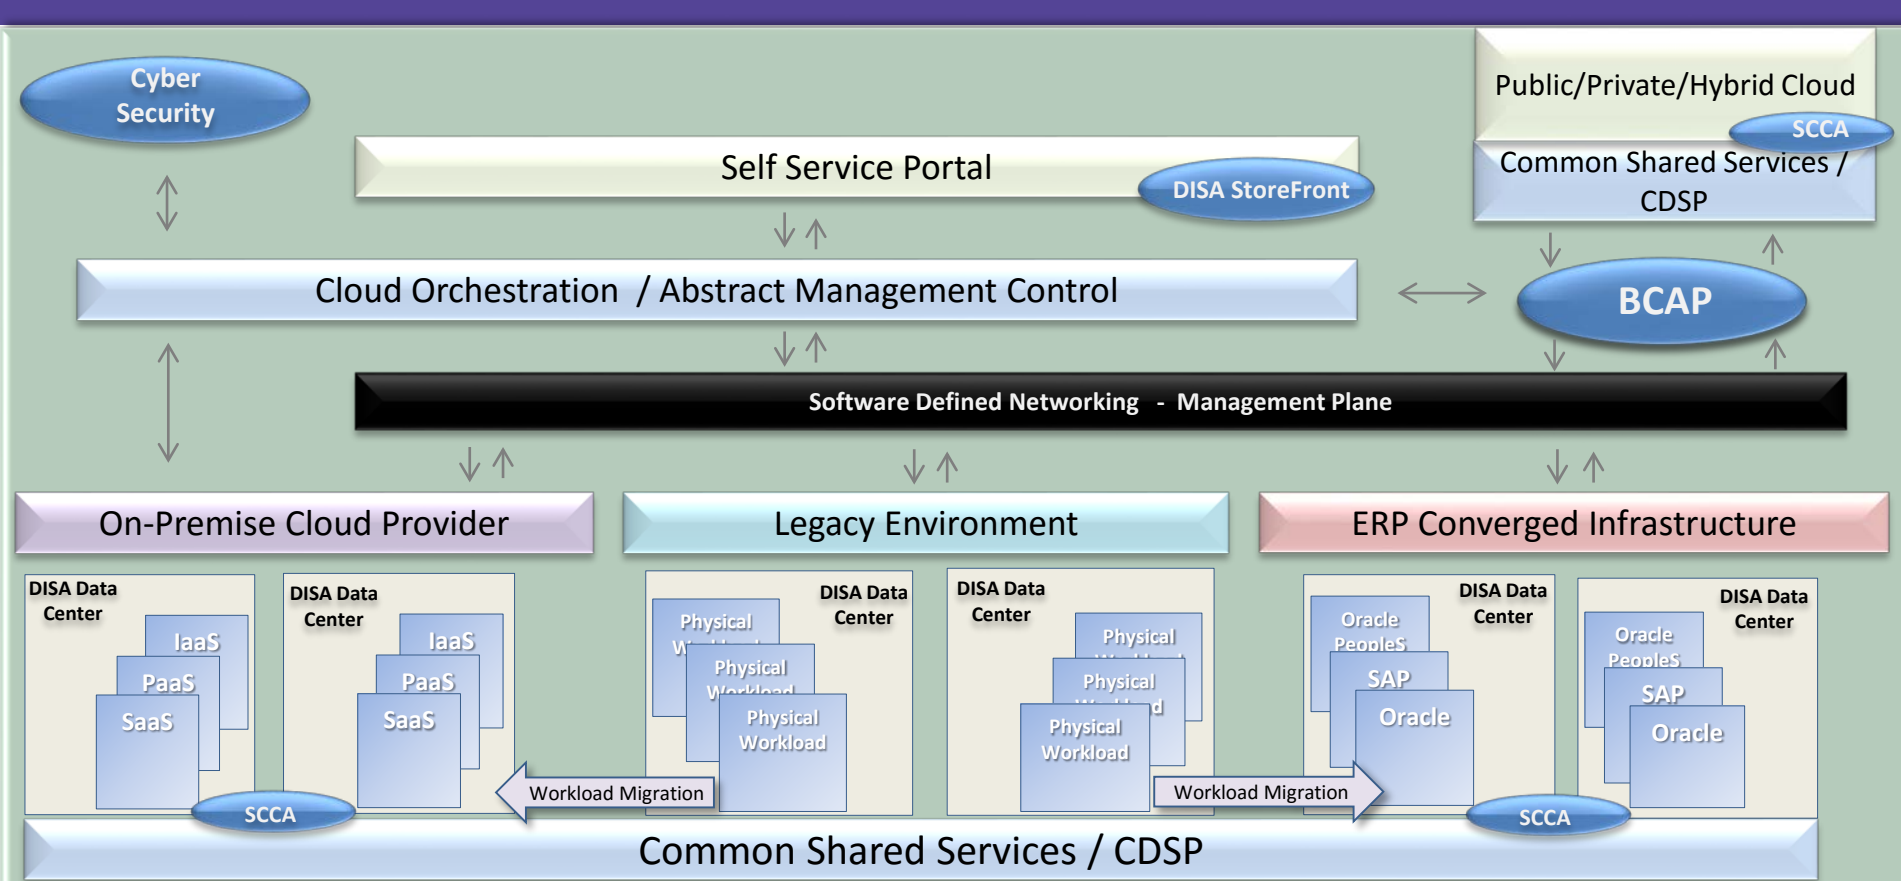 Cyber
Security
Public/Private/Hybrid Cloud
SCCA
Common Shared Services /
CDSP
Self Service Portal
DISA StoreFront
Cloud Orchestration / Abstract Management Control
BCAP
Software Defined Networking - Management Plane
On-Premise Cloud Provider
Legacy Environment
ERP Converged Infrastructure
DISA Data
Center
IaaS
PaaS
SaaS
DISA Data
Center
IaaS
PaaS
SaaS
DISA Data
Center
Physical
Physical
Workload
Physical
Workload
DISA Data
Center
Physical
Physical
Physical
Workload
DISA Data
Center
Oracle
PeopleS
SAP
Oracle
DISA Data
Center
Oracle
PeopleS
SAP
Oracle
Workload Migration
Workload Migration
SCCA
SCCA
Common Shared Services / CDSP